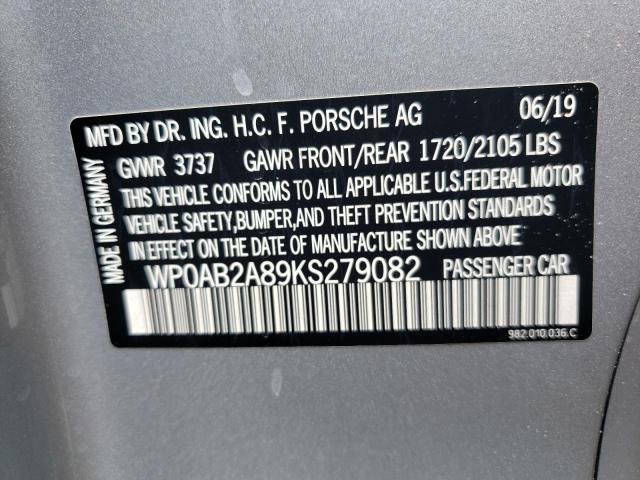 MFD BY DR. ING. H.C. F. PORSCHE AG 06/19
GVWR 3737 GAWR FRONT/REAR 1720/2105 LBS
THIS VEHICLE CONFORMS TO ALL APPLICABLE U.S.FEDERAL MOTOR
VEHICLE SAFETY,BUMPER,AND THEFT PREVENTION STANDARDS
IN EFFECT ON THE DATE OF MANUFACTURE SHOWN ABOVE
WP0AB2A89KS279082 PASSENGER CAR
982.010.036.C
MADE IN GERMANY